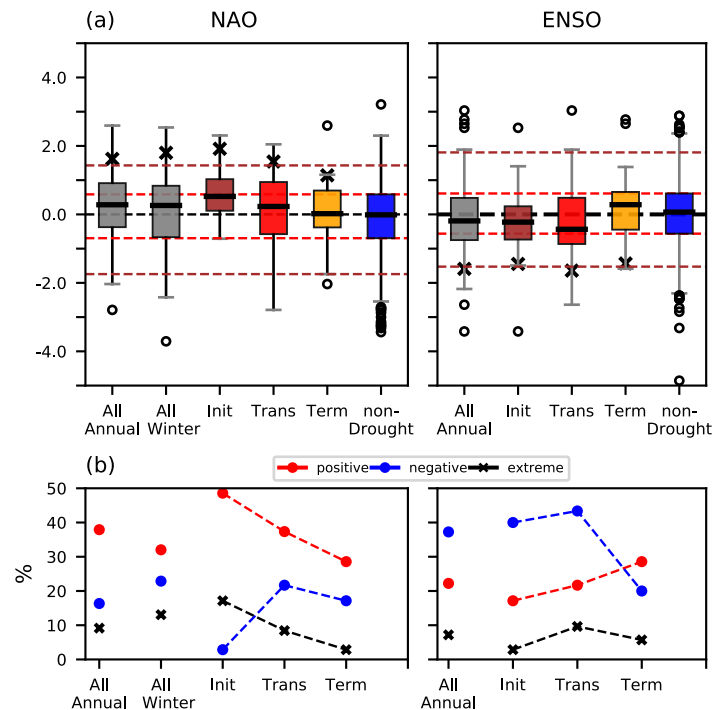 (a) NAO ENSO
4.0
2.0
0.0
-2.0
-4.0
All Annual All Winter Init Trans Term non-Drought
All Annual Init Trans Term non-Drought
(b) positive negative extreme
50
40
30
20
10
0
%
All Annual All Winter Init Trans Term
All Annual Init Trans Term